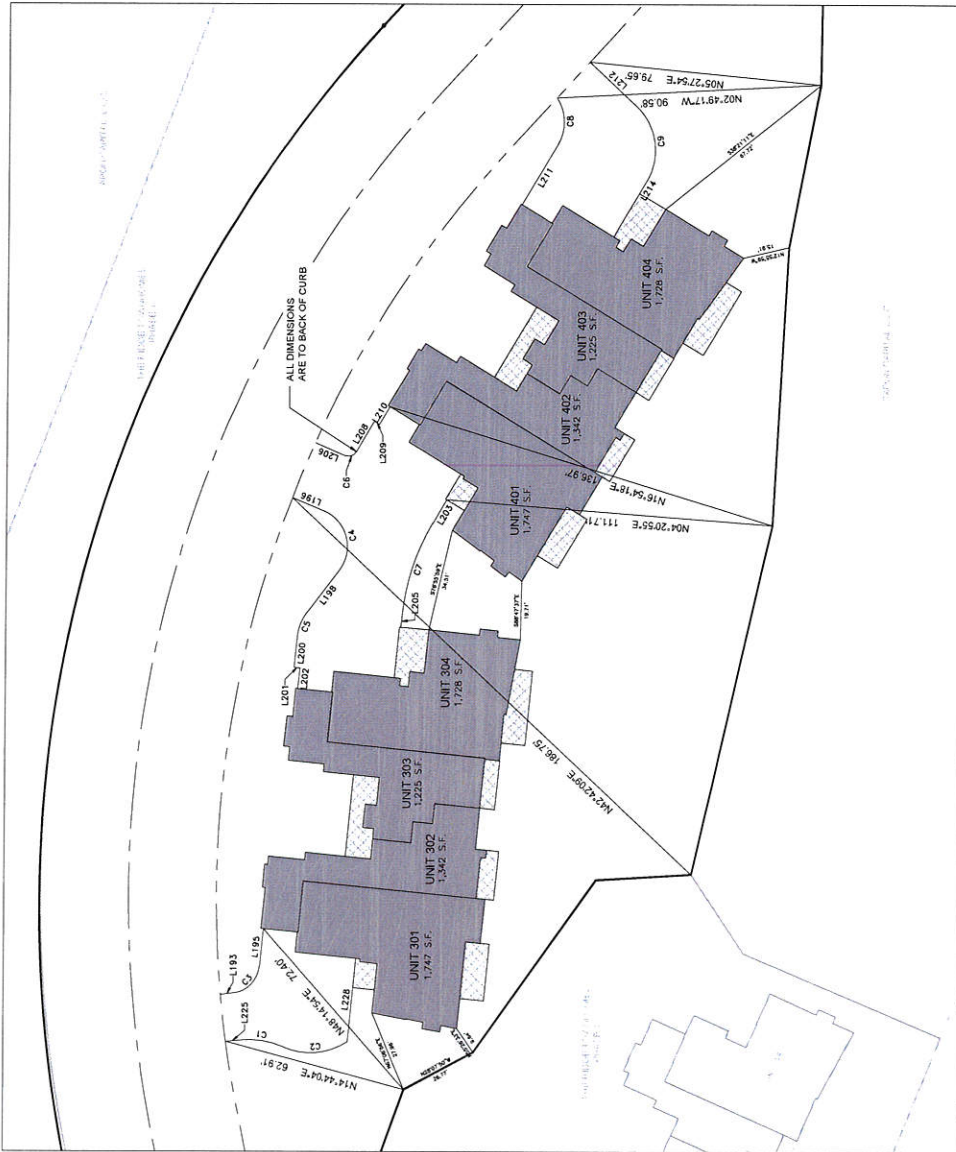 ALL DIMENSIONS
ARE TO BACK OF CURB
N05°27'54"E 79.65'
N02°49'17"W 90.58'
L212
C8
C9
L211
L214
UNIT 404
1,728 S.F.
UNIT 403
1,225 S.F.
UNIT 402
1,342 S.F.
UNIT 401
1,747 S.F.
L210
L209
L208
L206
C6
136.97'
N16°54'18"E
N04°20'55"E 111.71'
L203
C7
L205
L196
C4
L198
C5
L200
L201
L202
UNIT 304
1,728 S.F.
UNIT 303
1,225 S.F.
UNIT 302
1,342 S.F.
UNIT 301
1,747 S.F.
N42°42'09"E 186.75'
L195
L193
C3
L225
C1
C2
L228
N48°14'54"E 72.40'
N14°44'04"E 62.91'